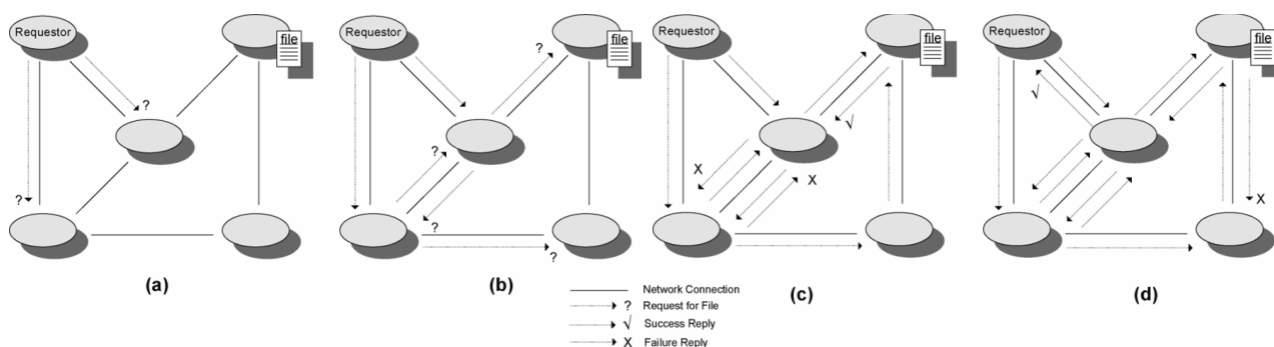 Requestor
file
?
?
(a)
Requestor
file
?
?
?
?
(b)
Requestor
file
√
X
X
(c)
Requestor
file
√
X
(d)
Network Connection
? Request for File
√ Success Reply
X Failure Reply